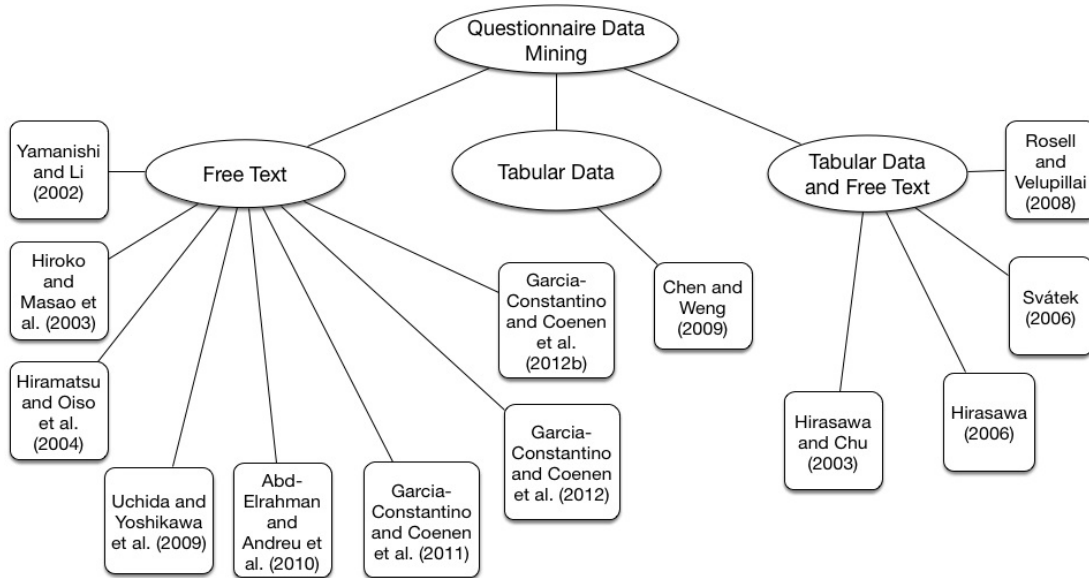 Questionnaire Data
Mining
Free Text
Tabular Data
Tabular Data
and Free Text
Yamanishi
and Li
(2002)
Hiroko
and
Masao et
al. (2003)
Hiramatsu
and Oiso
et al.
(2004)
Uchida and
Yoshikawa
et al. (2009)
Abd-
Elrahman
and
Andreu et
al. (2010)
Garcia-
Constantino
and Coenen
et al. (2011)
Garcia-
Constantino
and Coenen
et al. (2012)
Garcia-
Constantino
and Coenen
et al.
(2012b)
Chen and
Weng
(2009)
Hirasawa
and Chu
(2003)
Hirasawa
(2006)
Svátek
(2006)
Rosell
and
Velupillai
(2008)